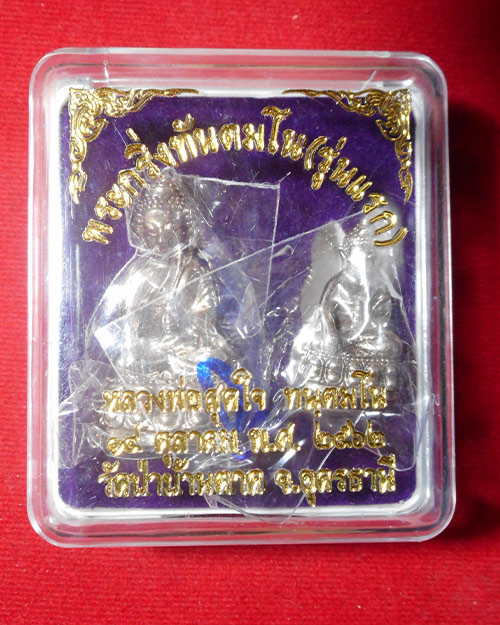 พระกริ่งทันตมโน(รุ่นแรก)
หลวงพ่อสุดใจ ทนฺตมโน
๑๙ ตุลาคม พ.ศ. ๒๕๖๒
วัดป่าบ้านตาด จ.อุดรธานี